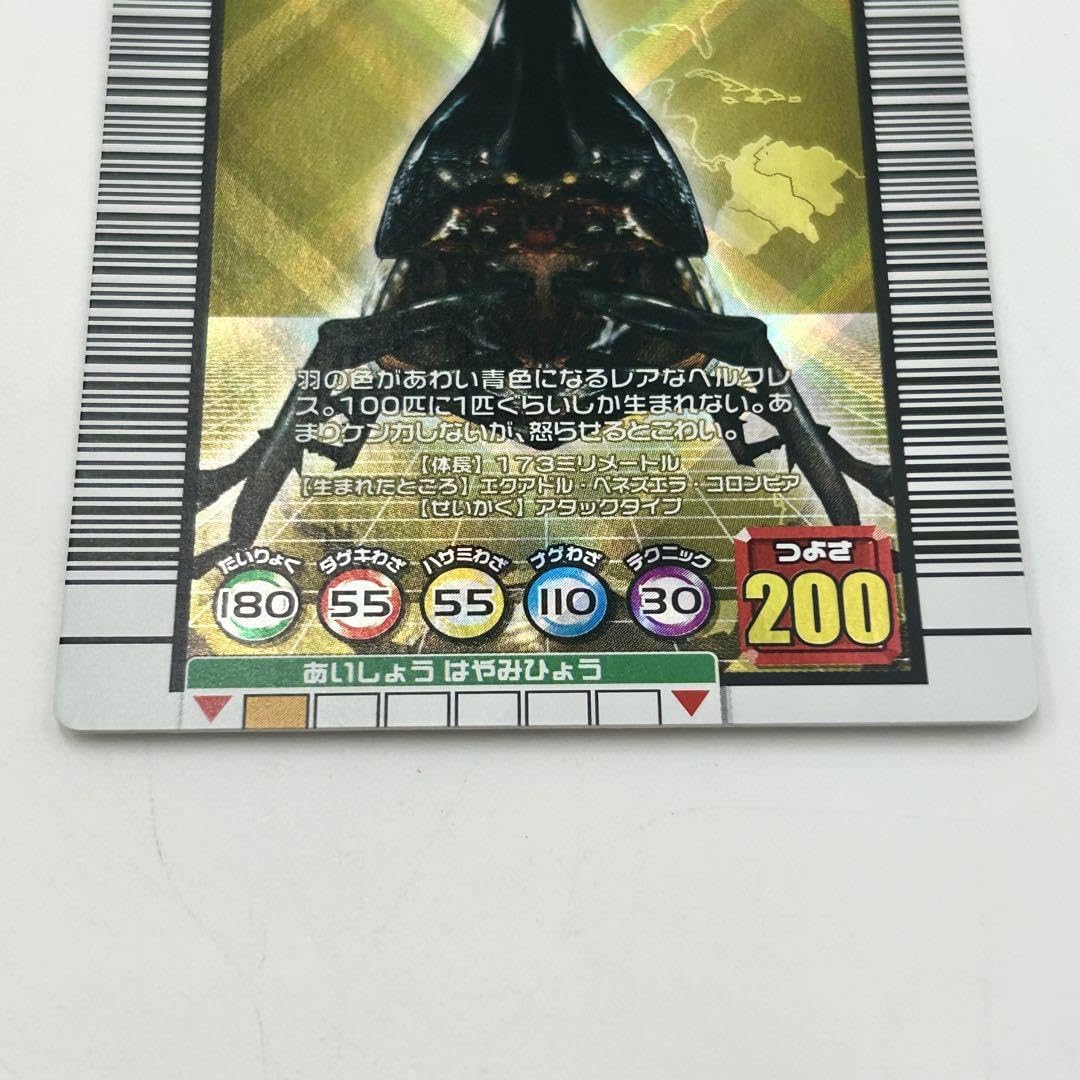 羽の色があわい青色になるレアなヘルクレ
ス。100匹に1匹ぐらいしか生まれない。あ
まりケンカしないが、怒らせるとこわい。
【体長】173ミリメートル
【生まれたところ】エクアドル・ベネズエラ・コロンビア
【せいかく】アタックタイプ
たいりょく ダゲキわざ ハサミわざ ナゲわざ テクニック つよさ
180 55 55 110 30 200
あいしょう はやみひょう